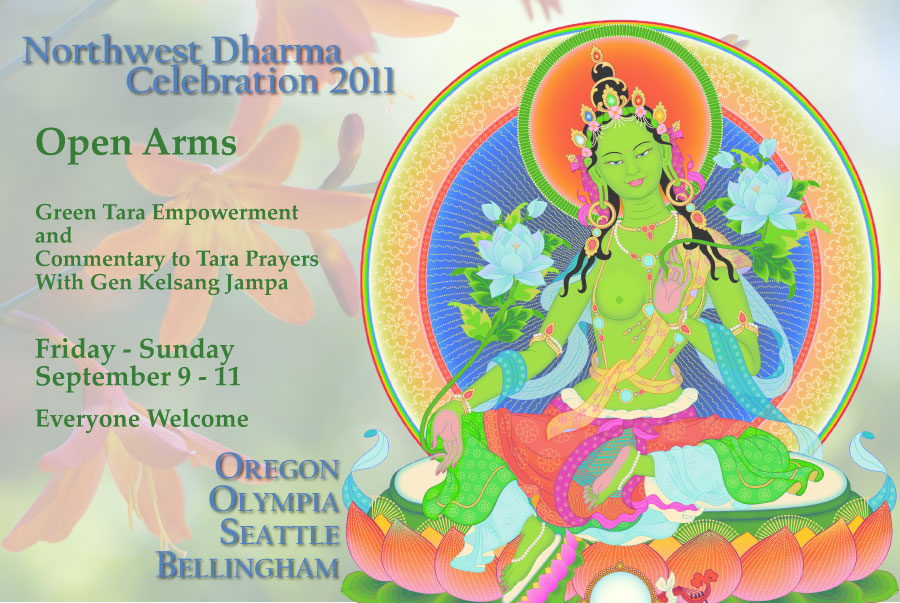 Northwest Dharma
Celebration 2011
Open Arms
Green Tara Empowerment
and
Commentary to Tara Prayers
With Gen Kelsang Jampa
Friday - Sunday
September 9 - 11
Everyone Welcome
Oregon
Olympia
Seattle
Bellingham